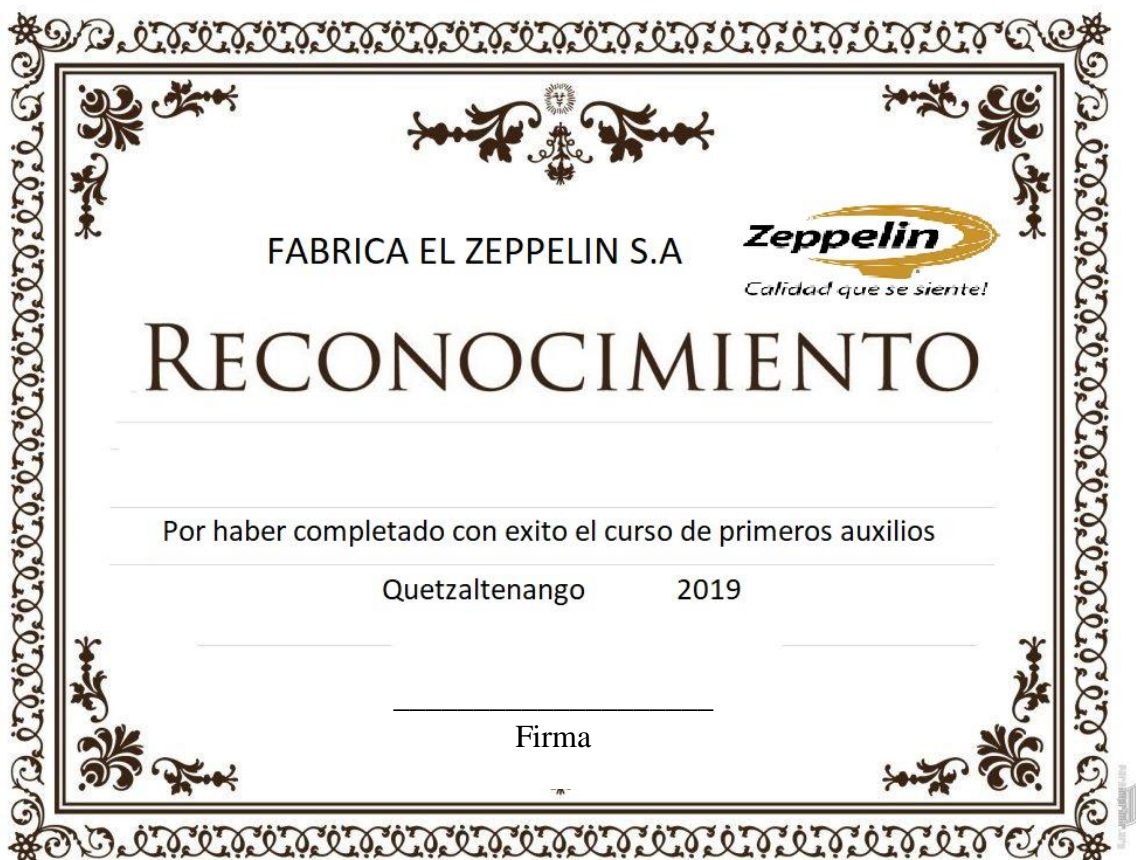 FABRICA EL ZEPPELIN S.A
Zeppelin
Calidad que se siente!
RECONOCIMIENTO
Por haber completado con exito el curso de primeros auxilios
Quetzaltenango 2019
Firma